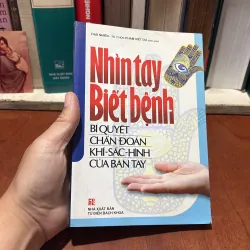 Nhìn tay
Biết bệnh
BÍ QUYẾT
CHẨN ĐOÁN
KHÍ-SẮC-HÌNH
CỦA BÀN TAY
NHÀ XUẤT BẢN
TỪ ĐIỂN BÁCH KHOA